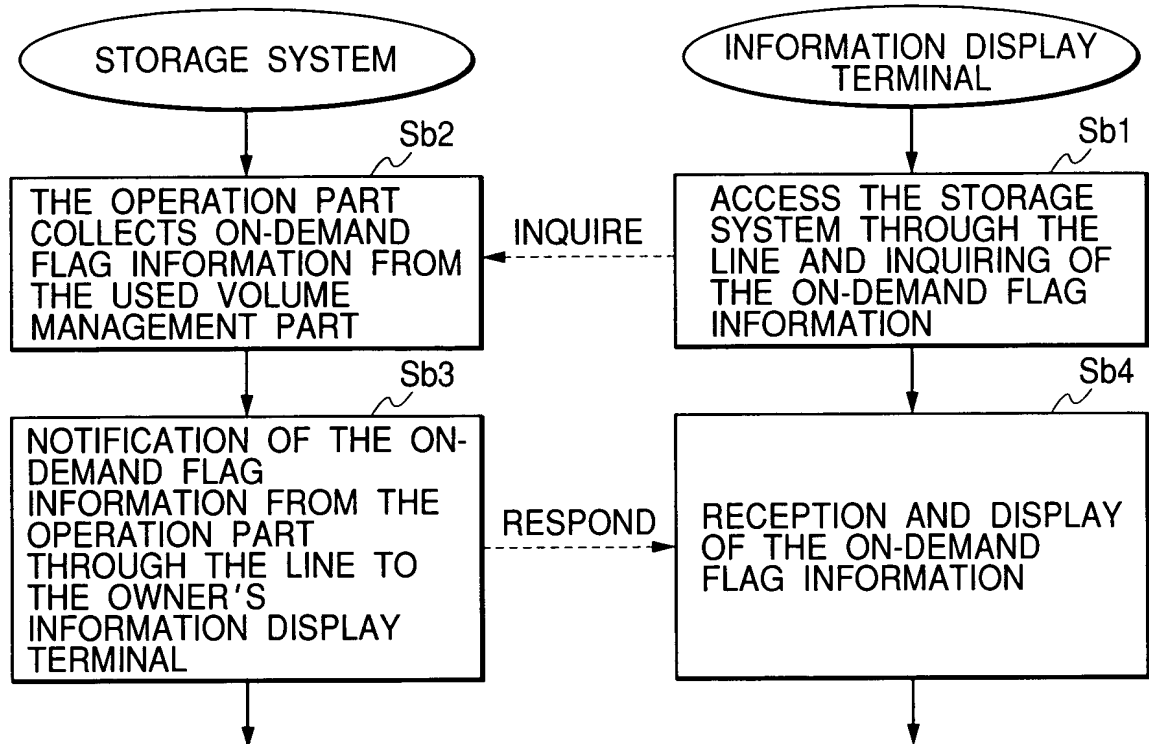 STORAGE SYSTEM
INFORMATION DISPLAY
TERMINAL
Sb2
THE OPERATION PART
COLLECTS ON-DEMAND
FLAG INFORMATION FROM
THE USED VOLUME
MANAGEMENT PART
INQUIRE
Sb1
ACCESS THE STORAGE
SYSTEM THROUGH THE
LINE AND INQUIRING OF
THE ON-DEMAND FLAG
INFORMATION
Sb3
NOTIFICATION OF THE ON-
DEMAND FLAG
INFORMATION FROM THE
OPERATION PART
THROUGH THE LINE TO
THE OWNER'S
INFORMATION DISPLAY
TERMINAL
RESPOND
Sb4
RECEPTION AND DISPLAY
OF THE ON-DEMAND
FLAG INFORMATION